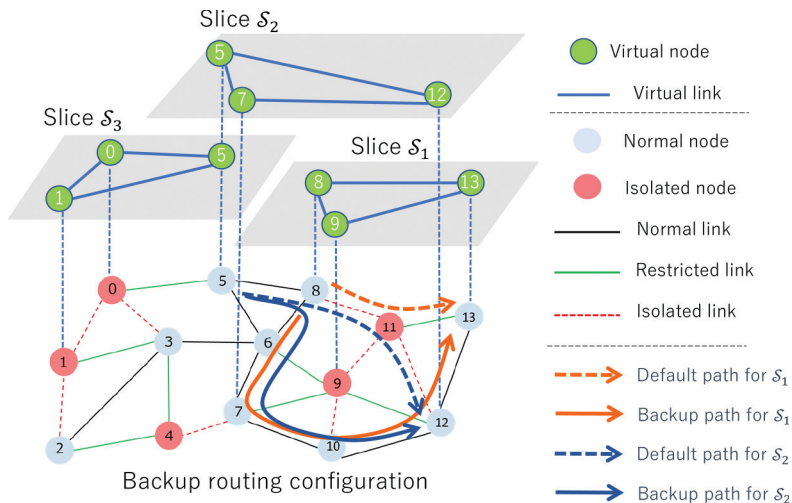 Slice 𝒮₂
5
7
12
Slice 𝒮₃
0
5
1
Slice 𝒮₁
8
13
9
0
5
8
13
11
1
3
6
9
2
4
7
10
12
Backup routing configuration
Virtual node
Virtual link
Normal node
Isolated node
Normal link
Restricted link
Isolated link
Default path for 𝒮₁
Backup path for 𝒮₁
Default path for 𝒮₂
Backup path for 𝒮₂